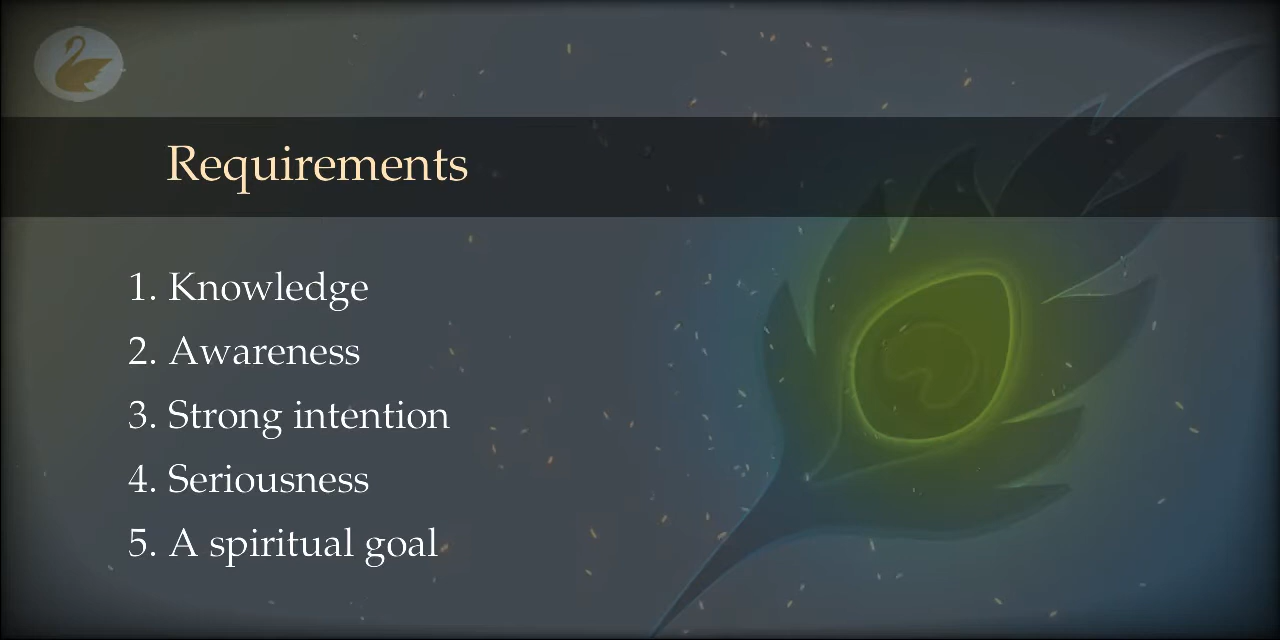 Requirements
1. Knowledge
2. Awareness
3. Strong intention
4. Seriousness
5. A spiritual goal